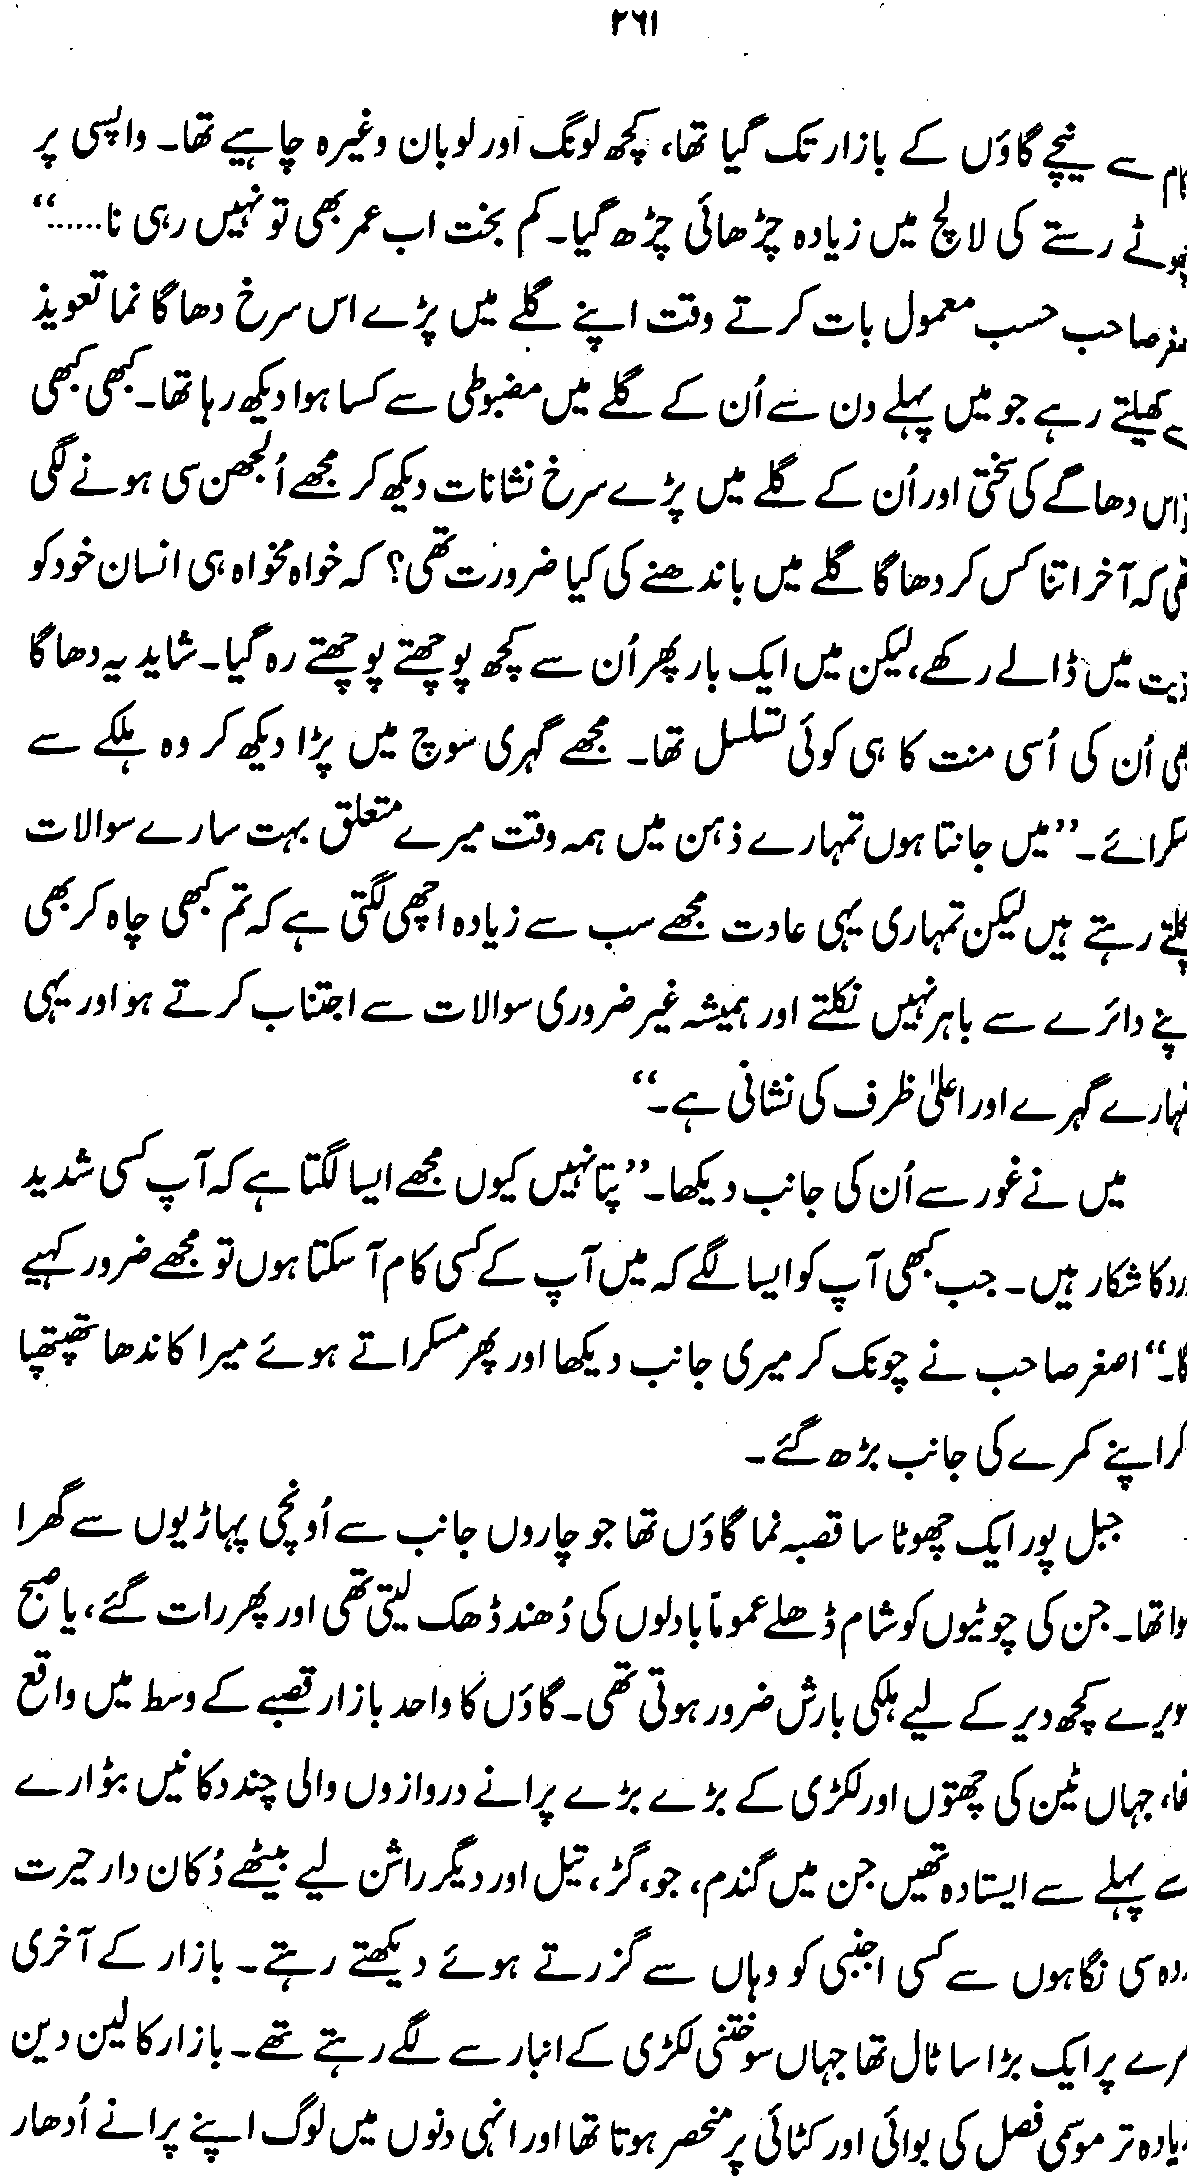 ۲۶۱
کام سے نیچے گاؤں کے بازار تک گیا تھا، کچھ لونگ اور لوبان وغیرہ چاہیے تھا۔ واپسی پر
رستے کی لالچ میں زیادہ چڑھائی چڑھ گیا۔ کم بخت اب عمر بھی تو نہیں رہی نا......‘‘
صاحب حسب معمول بات کرتے وقت اپنے گلے میں پڑے اس سرخ دھاگا نما تعویذ
کھیلتے رہے جو میں پہلے دن سے اُن کے گلے میں مضبوطی سے کسا ہوا دیکھ رہا تھا۔ کبھی کبھی
اس دھاگے کی سختی اور اُن کے گلے میں پڑے سرخ نشانات دیکھ کر مجھے اُلجھن سی ہونے لگی
کہ آخر اتنا کس کر دھاگا گلے میں باندھنے کی کیا ضرورت تھی؟ کہ خواہ مخواہ ہی انسان خود کو
ذیت میں ڈالے رکھے، لیکن میں ایک بار پھر اُن سے کچھ پوچھتے پوچھتے رہ گیا۔ شاید یہ دھاگا
اُن کی اُسی منت کا ہی کوئی تسلسل تھا۔ مجھے گہری سوچ میں پڑا دیکھ کر وہ ہلکے سے
سکرائے۔ ’’میں جانتا ہوں تمہارے ذہن میں ہمہ وقت میرے متعلق بہت سارے سوالات
رہتے ہیں لیکن تمہاری یہی عادت مجھے سب سے زیادہ اچھی لگتی ہے کہ تم کبھی چاہ کر بھی
پنے دائرے سے باہر نہیں نکلتے اور ہمیشہ غیر ضروری سوالات سے اجتناب کرتے ہو اور یہی
تمہارے گہرے اور اعلیٰ ظرف کی نشانی ہے۔‘‘
میں نے غور سے اُن کی جانب دیکھا۔ ’’پتا نہیں کیوں مجھے ایسا لگتا ہے کہ آپ کسی شدید
درد کا شکار ہیں۔ جب کبھی آپ کو ایسا لگے کہ میں آپ کے کسی کام آ سکتا ہوں تو مجھے ضرور کہیے
گا۔‘‘ اصغر صاحب نے چونک کر میری جانب دیکھا اور پھر مسکراتے ہوئے میرا کاندھا تھپتھپا
کر اپنے کمرے کی جانب بڑھ گئے۔
جبل پور ایک چھوٹا سا قصبہ نما گاؤں تھا جو چاروں جانب سے اُونچی پہاڑیوں سے گھرا
وا تھا۔ جن کی چوٹیوں کو شام ڈھلے عموماً بادلوں کی دُھند ڈھک لیتی تھی اور پھر رات گئے، یا صبح
ویرے کچھ دیر کے لیے ہلکی بارش ضرور ہوتی تھی۔ گاؤں کا واحد بازار قصبے کے وسط میں واقع
تھا، جہاں ٹین کی چھتوں اور لکڑی کے بڑے بڑے پرانے دروازوں والی چند دکانیں بٹوارے
سے پہلے سے ایستادہ تھیں جن میں گندم، جو، گڑ، تیل اور دیگر راشن لیے بیٹھے دُکان دار حیرت
زدہ سی نگاہوں سے کسی اجنبی کو وہاں سے گزرتے ہوئے دیکھتے رہتے۔ بازار کے آخری
سرے پر ایک بڑا سا ٹال تھا جہاں سوختنی لکڑی کے انبار سے لگے رہتے تھے۔ بازار کا لین دین
زیادہ تر موسمی فصل کی بوائی اور کٹائی پر منحصر ہوتا تھا اور انہی دنوں میں لوگ اپنے پرانے اُدھار